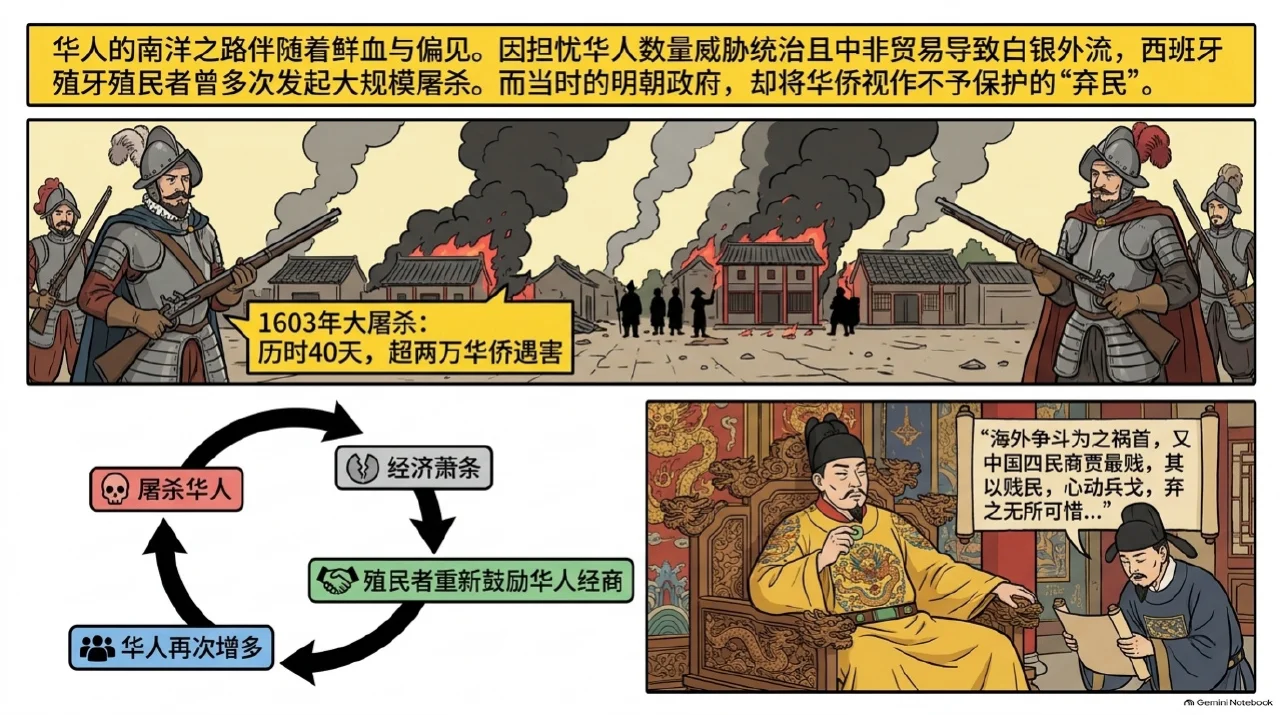 华人的南洋之路伴随着鲜血与偏见。因担忧华人数量威胁统治且中非贸易导致白银外流，西班牙
殖牙殖民者曾多次发起大规模屠杀。而当时的明朝政府，却将华侨视作不予保护的“弃民”。
1603年大屠杀：
历时40天，超两万华侨遇害
屠杀华人
经济萧条
殖民者重新鼓励华人经商
华人再次增多
“海外争斗为之祸首，又
中国四民商贾最贱，其
以贱民，心动兵戈，弃
之无所可惜...”
Gemini Notebook